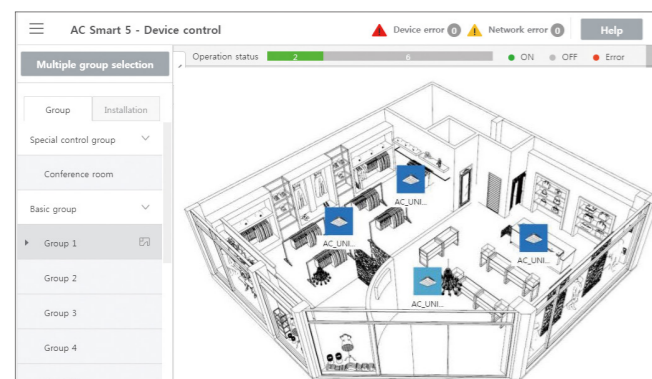 AC Smart 5 - Device control
Device error 0
Network error 0
Help
Multiple group selection
Operation status 2 6
ON OFF Error
Group Installation
Special control group
Conference room
Basic group
Group 1
Group 2
Group 3
Group 4
AC_UNI...
AC_UNI...
AC_UNI...
AC_UNI...